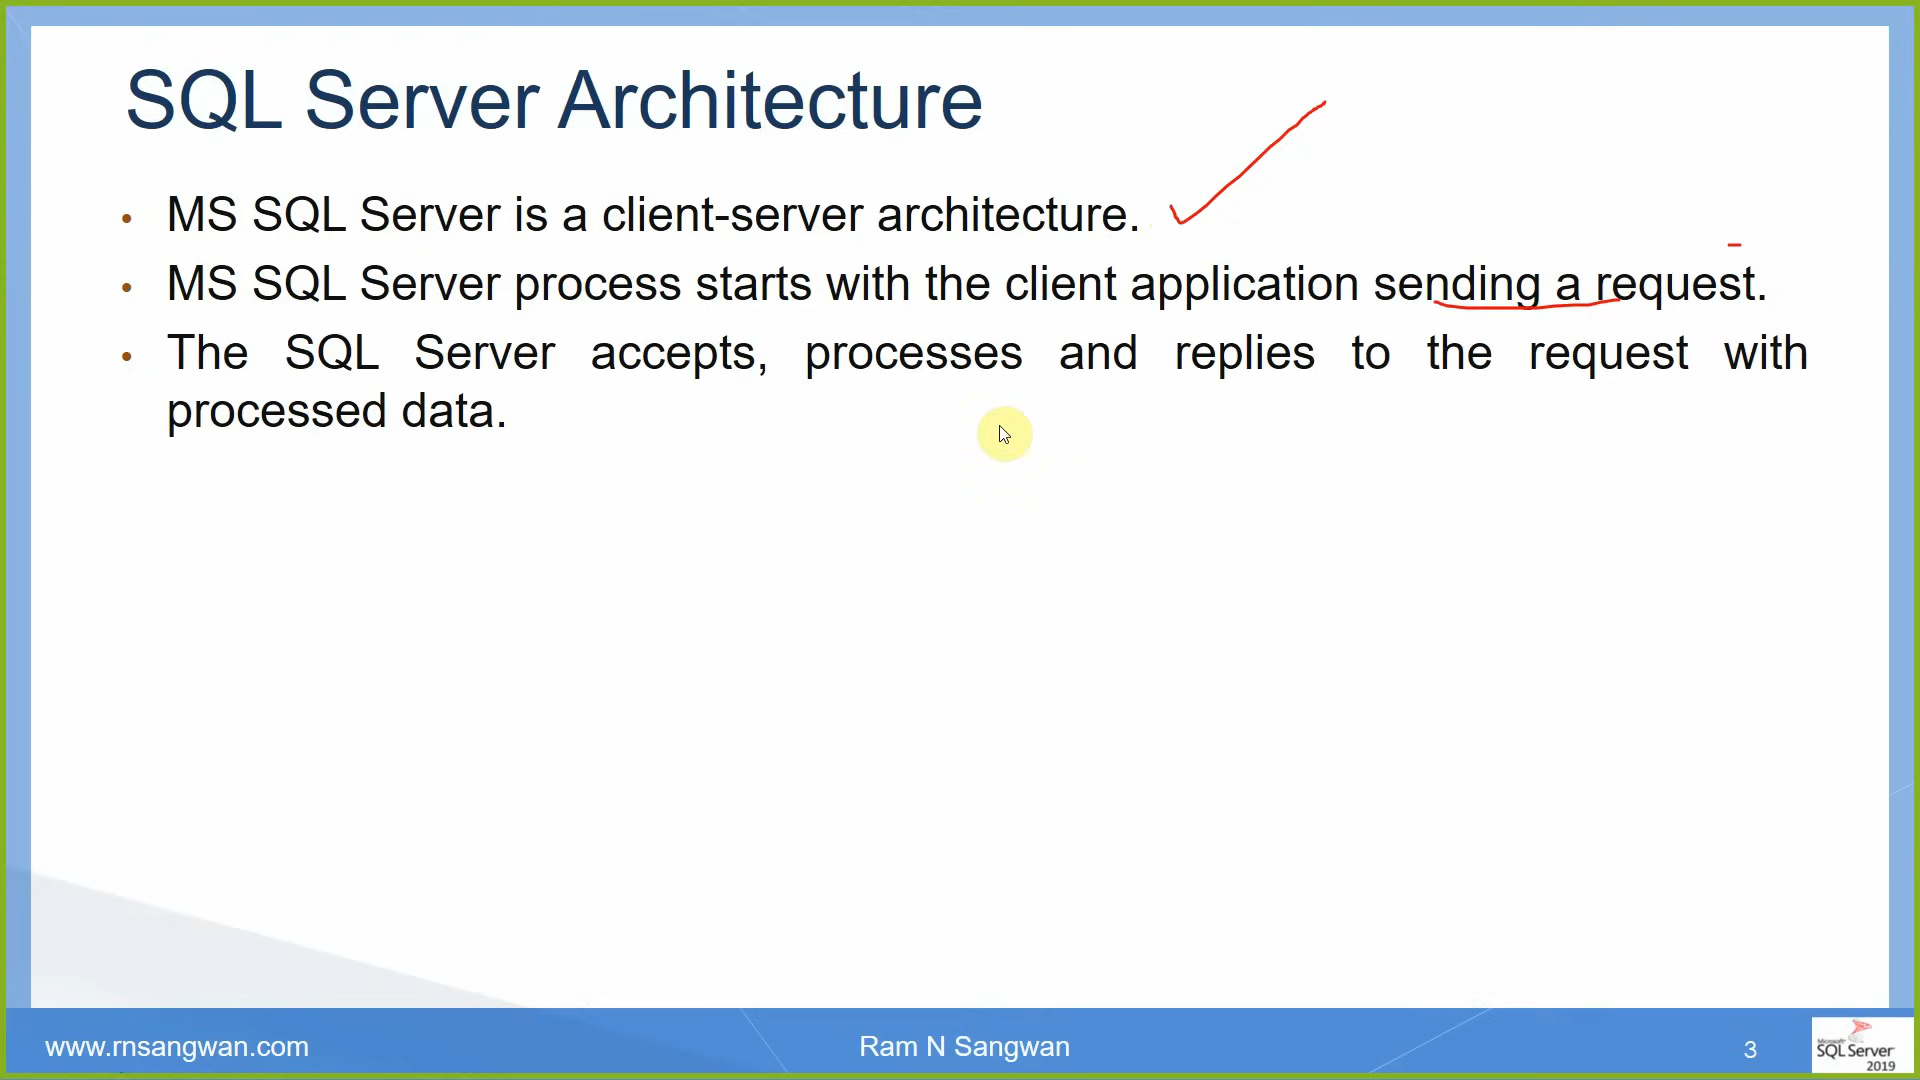 SQL Server Architecture
• MS SQL Server is a client-server architecture.
• MS SQL Server process starts with the client application sending a request.
• The SQL Server accepts, processes and replies to the request with
processed data.
www.rnsangwan.com
Ram N Sangwan
3
Microsoft
SQL Server
2019